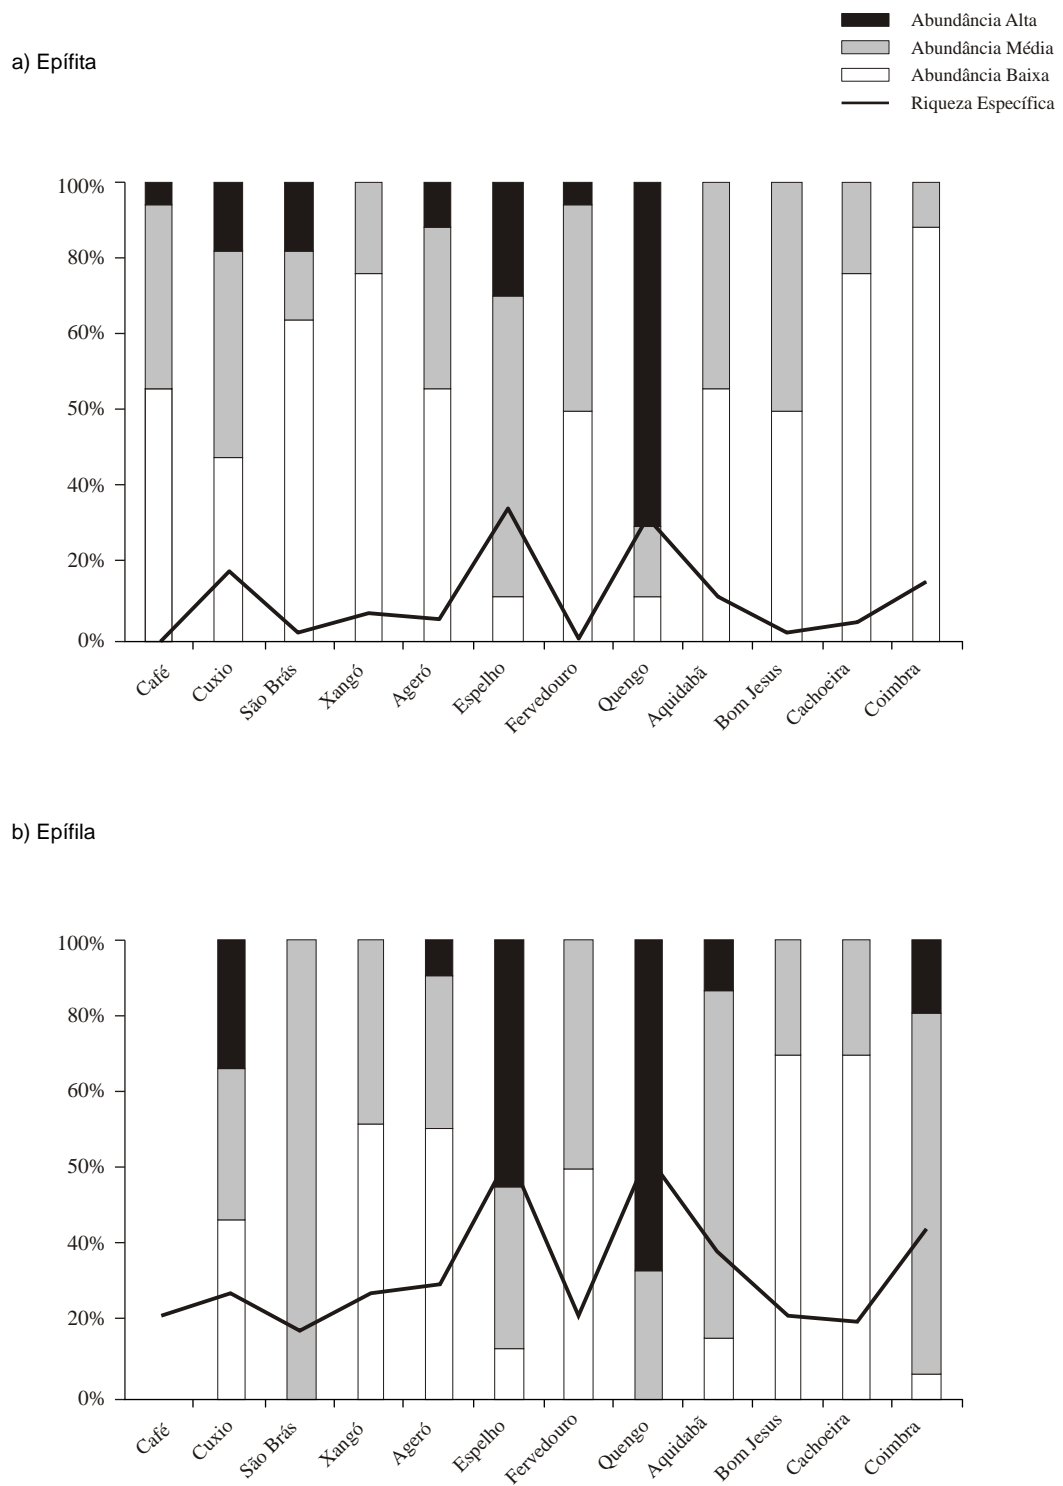 Abundância Alta
a) Epífita
Abundância Média
Abundância Baixa
Riqueza Específica
100%
80%
60%
50%
40%
20%
0%
Café
Cuxio
São Brás
Xangó
Ageró
Espelho
Fervedouro
Quengo
Aquidabã
Bom Jesus
Cachoeira
Coimbra
b) Epífila
100%
80%
60%
50%
40%
20%
0%
Café
Cuxio
São Brás
Xangó
Ageró
Espelho
Fervedouro
Quengo
Aquidabã
Bom Jesus
Cachoeira
Coimbra